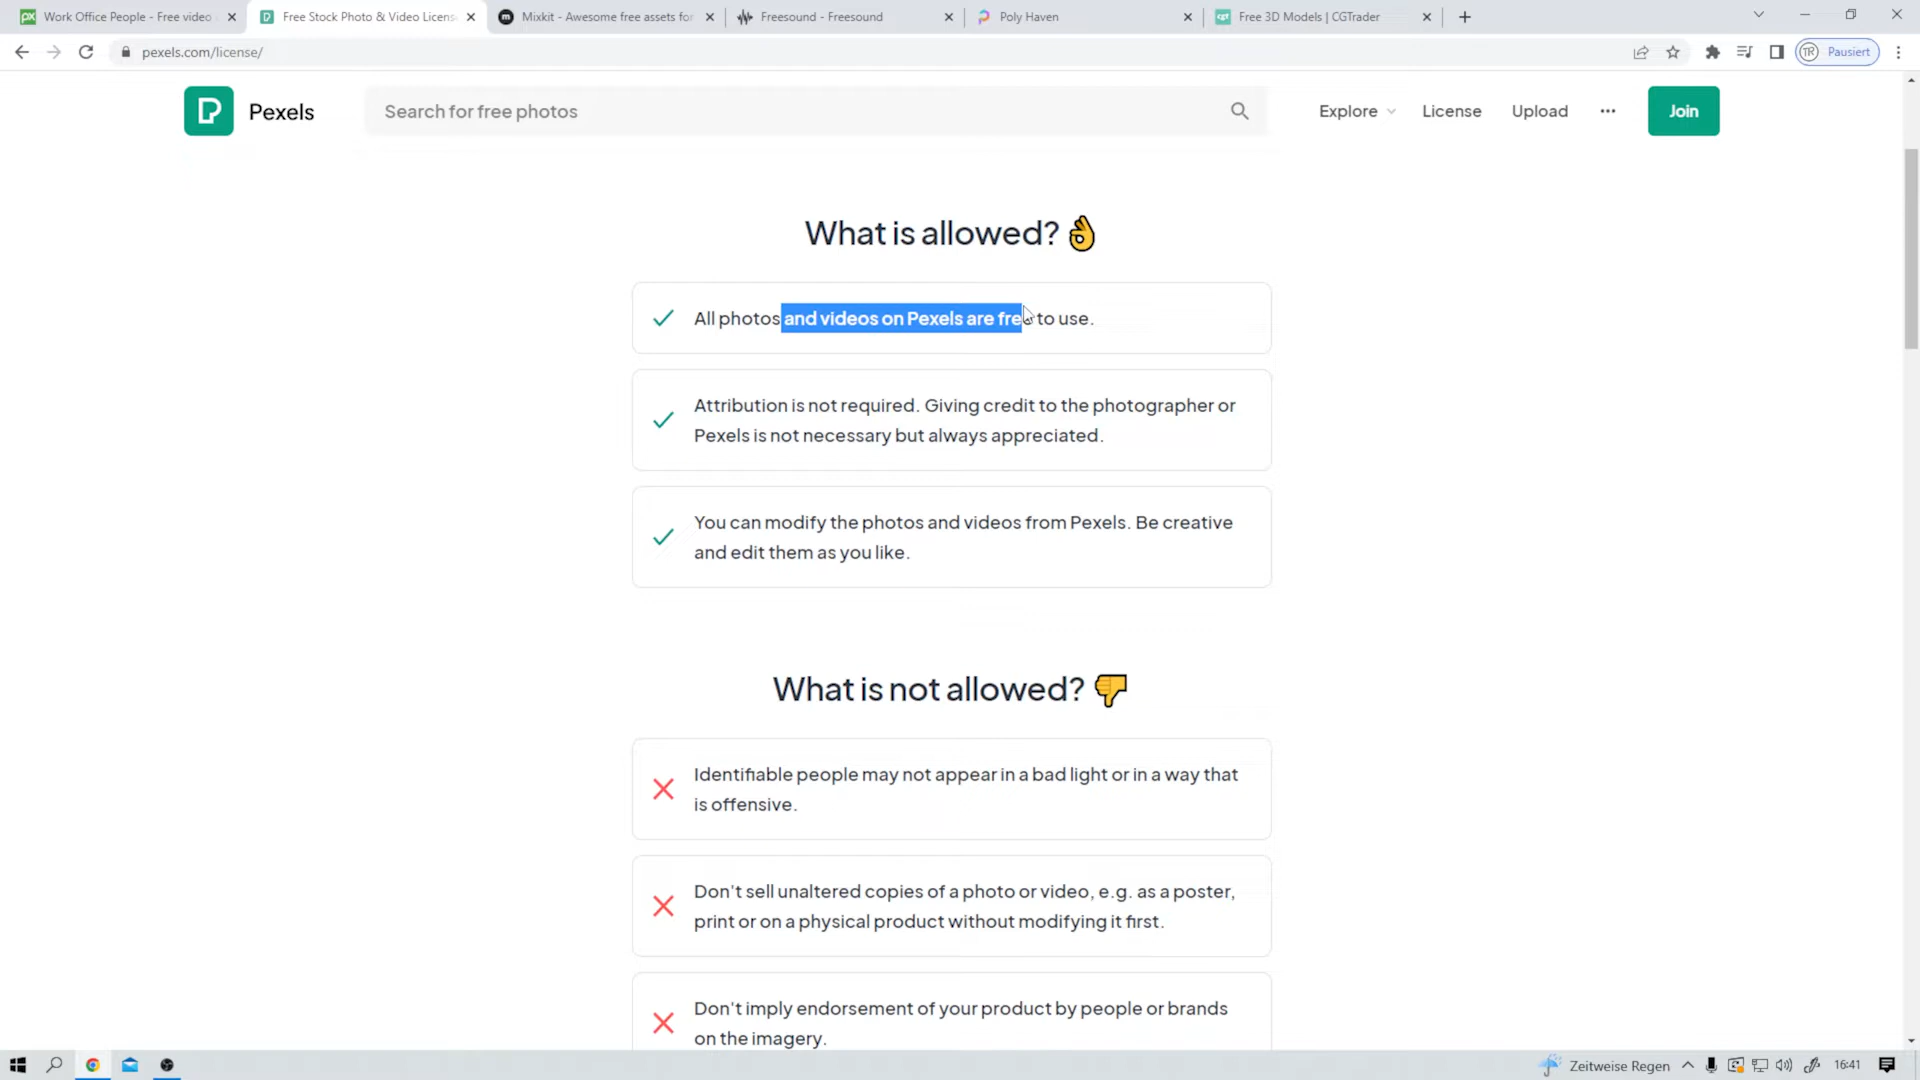 Work Office People - Free video
Free Stock Photo & Video Licens
Mixkit - Awesome free assets for
Freesound - Freesound
Poly Haven
Free 3D Models | CGTrader
pexels.com/license/
TR Pausiert
Pexels
Search for free photos
Explore
License
Upload
Join
What is allowed? 👌
All photos and videos on Pexels are free to use.
Attribution is not required. Giving credit to the photographer or
Pexels is not necessary but always appreciated.
You can modify the photos and videos from Pexels. Be creative
and edit them as you like.
What is not allowed? 👎
Identifiable people may not appear in a bad light or in a way that
is offensive.
Don't sell unaltered copies of a photo or video, e.g. as a poster,
print or on a physical product without modifying it first.
Don't imply endorsement of your product by people or brands
on the imagery.
Zeitweise Regen
16:41